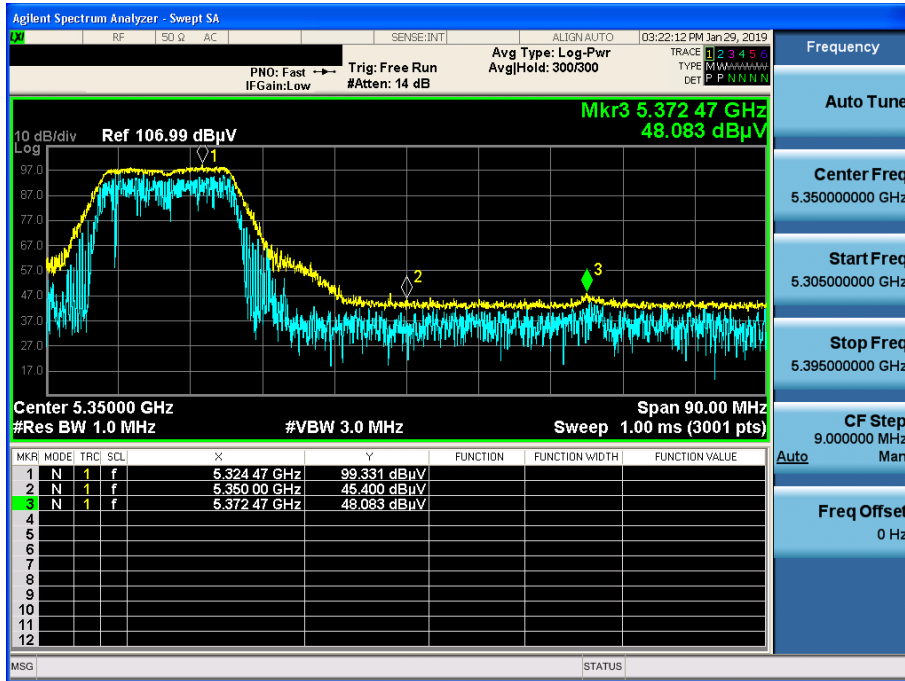 Agilent Spectrum Analyzer - Swept SA
LXI RF 50 Ω AC SENSE:INT ALIGN AUTO 03:22:12 PM Jan 29, 2019
Frequency
PNO: Fast Trig: Free Run Avg Type: Log-Pwr TRACE 1 2 3 4 5 6
IFGain:Low #Atten: 14 dB Avg|Hold: 300/300 TYPE M W
DET P P N N N N
Auto Tune
Mkr3 5.372 47 GHz
48.083 dBµV
10 dB/div Ref 106.99 dBµV
Log
97.0
87.0
77.0
67.0
57.0
47.0
37.0
27.0
17.0
1
2
3
Center 5.35000 GHz Span 90.00 MHz
#Res BW 1.0 MHz #VBW 3.0 MHz Sweep 1.00 ms (3001 pts)
Center Freq
5.350000000 GHz
Start Freq
5.305000000 GHz
Stop Freq
5.395000000 GHz
CF Step
9.000000 MHz
Auto Man
Freq Offset
0 Hz
MKR MODE TRC SCL X Y FUNCTION FUNCTION WIDTH FUNCTION VALUE
1 N 1 f 5.324 47 GHz 99.331 dBµV
2 N 1 f 5.350 00 GHz 45.400 dBµV
3 N 1 f 5.372 47 GHz 48.083 dBµV
4
5
6
7
8
9
10
11
12
MSG STATUS